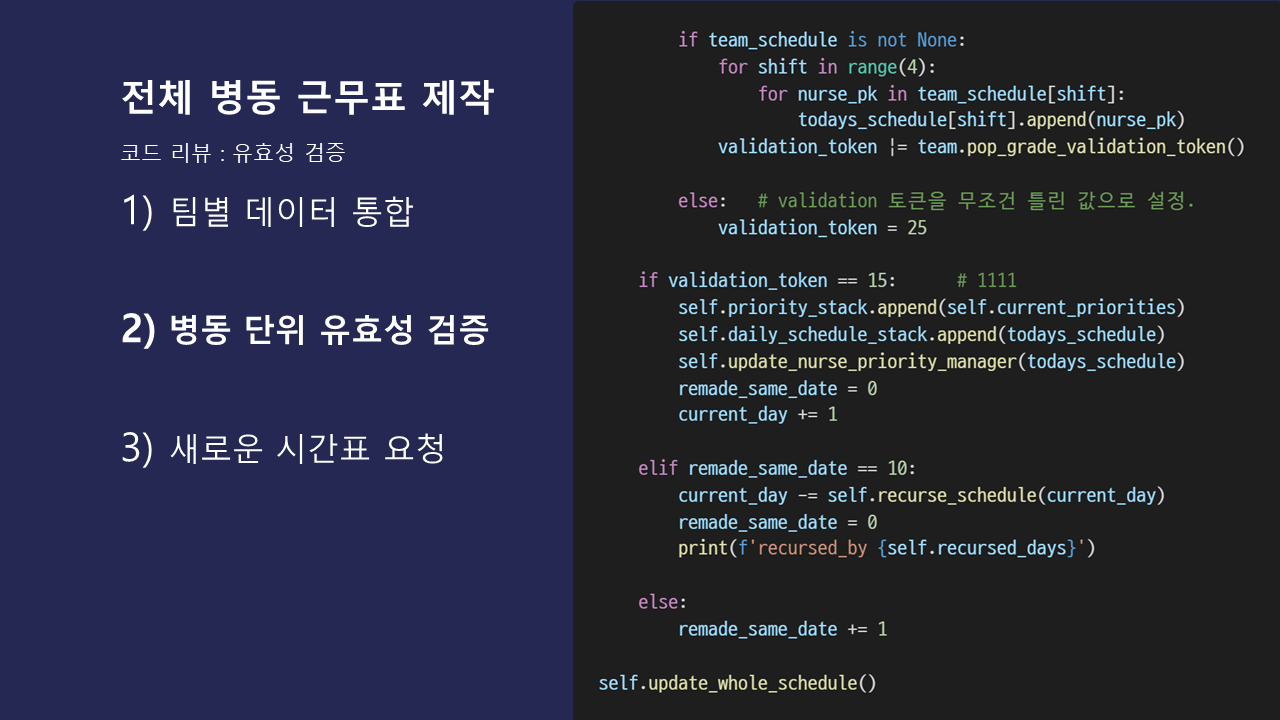 전체 병동 근무표 제작
코드 리뷰 : 유효성 검증
1) 팀별 데이터 통합
2) 병동 단위 유효성 검증
3) 새로운 시간표 요청
if team_schedule is not None:
for shift in range(4):
for nurse_pk in team_schedule[shift]:
todays_schedule[shift].append(nurse_pk)
validation_token |= team.pop_grade_validation_token()
else:   # validation 토큰을 무조건 틀린 값으로 설정.
validation_token = 25
if validation_token == 15:      # 1111
self.priority_stack.append(self.current_priorities)
self.daily_schedule_stack.append(todays_schedule)
self.update_nurse_priority_manager(todays_schedule)
remade_same_date = 0
current_day += 1
elif remade_same_date == 10:
current_day -= self.recurse_schedule(current_day)
remade_same_date = 0
print(f'recursed_by {self.recursed_days}')
else:
remade_same_date += 1
self.update_whole_schedule()